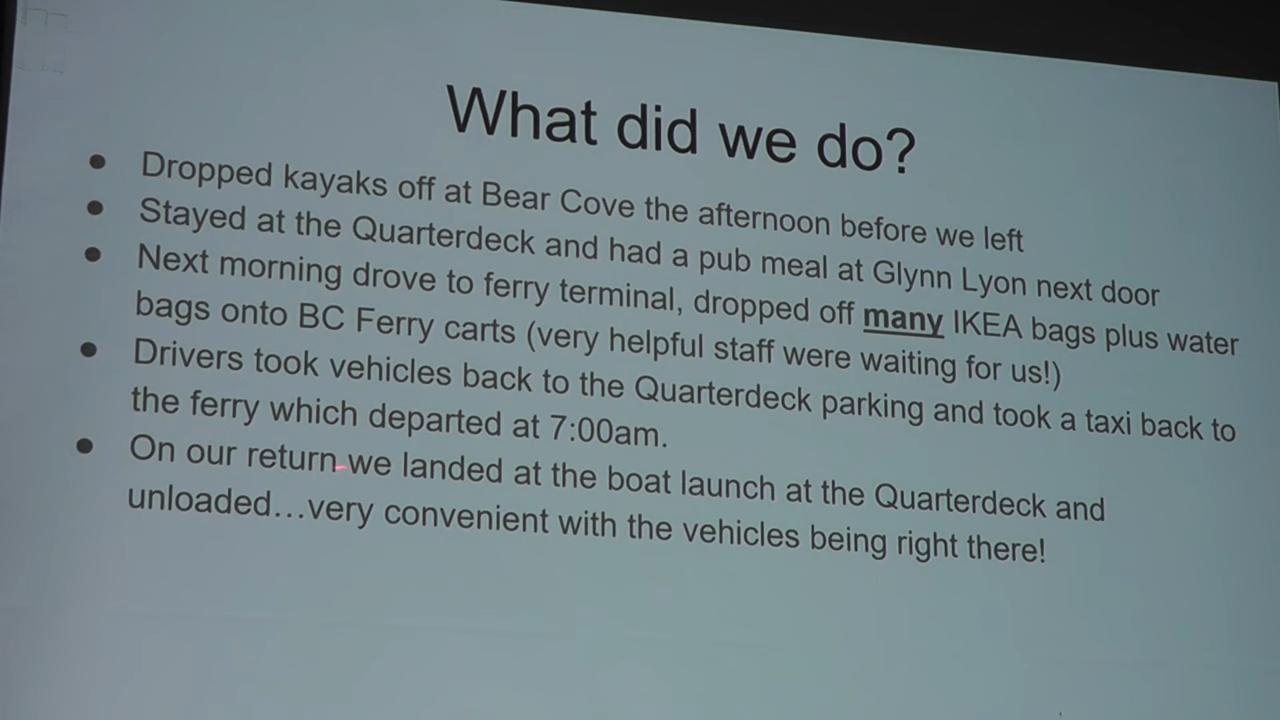 What did we do?
● Dropped kayaks off at Bear Cove the afternoon before we left
● Stayed at the Quarterdeck and had a pub meal at Glynn Lyon next door
● Next morning drove to ferry terminal, dropped off many IKEA bags plus water
bags onto BC Ferry carts (very helpful staff were waiting for us!)
● Drivers took vehicles back to the Quarterdeck parking and took a taxi back to
the ferry which departed at 7:00am.
● On our return we landed at the boat launch at the Quarterdeck and
unloaded…very convenient with the vehicles being right there!